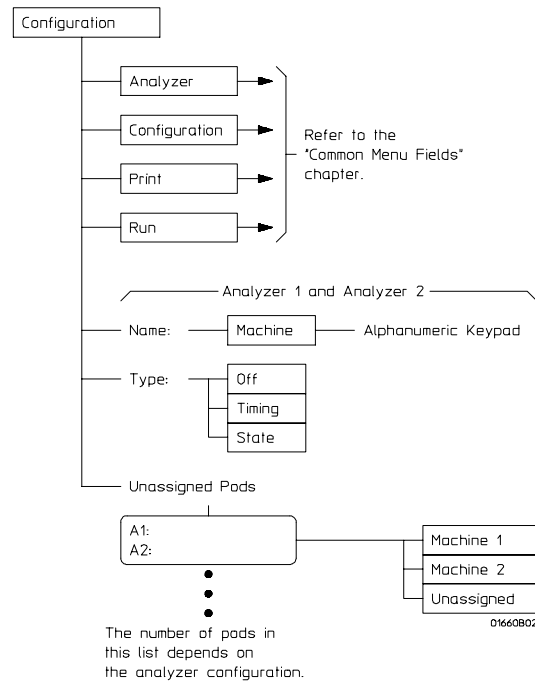 Configuration
Analyzer
Configuration
Print
Run
Refer to the
"Common Menu Fields"
chapter.
Analyzer 1 and Analyzer 2
Name:
Machine
Alphanumeric Keypad
Type:
Off
Timing
State
Unassigned Pods
A1:
A2:
Machine 1
Machine 2
Unassigned
01660B02
The number of pods in
this list depends on
the analyzer configuration.